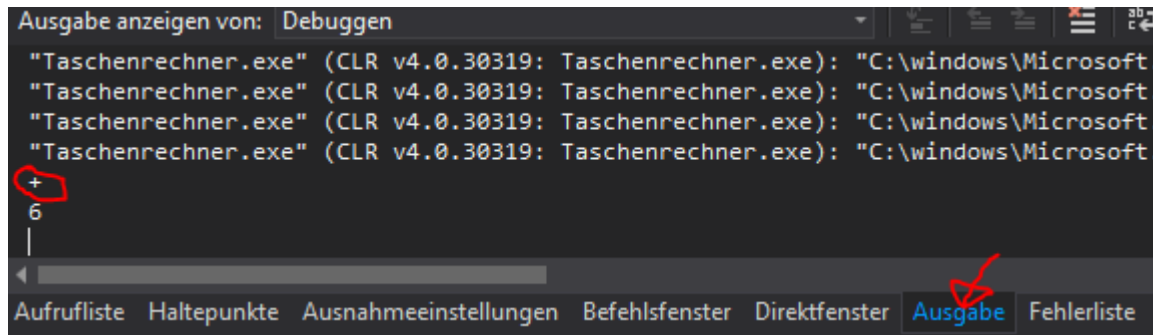 Ausgabe anzeigen von: Debuggen
"Taschenrechner.exe" (CLR v4.0.30319: Taschenrechner.exe): "C:\windows\Microsoft
"Taschenrechner.exe" (CLR v4.0.30319: Taschenrechner.exe): "C:\windows\Microsoft
"Taschenrechner.exe" (CLR v4.0.30319: Taschenrechner.exe): "C:\windows\Microsoft
"Taschenrechner.exe" (CLR v4.0.30319: Taschenrechner.exe): "C:\windows\Microsoft
+
6
Aufrufliste Haltepunkte Ausnahmeeinstellungen Befehlsfenster Direktfenster Ausgabe Fehlerliste